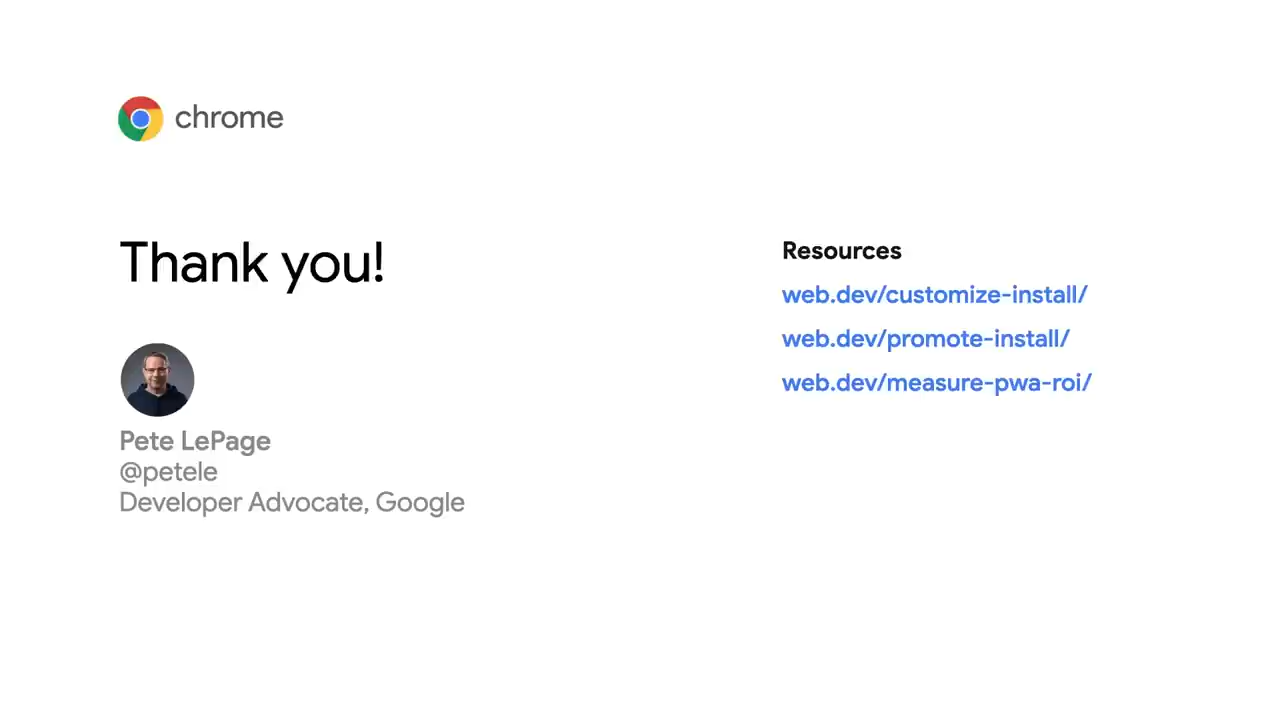 chrome
Thank you!
Pete LePage
@petele
Developer Advocate, Google
Resources
web.dev/customize-install/
web.dev/promote-install/
web.dev/measure-pwa-roi/